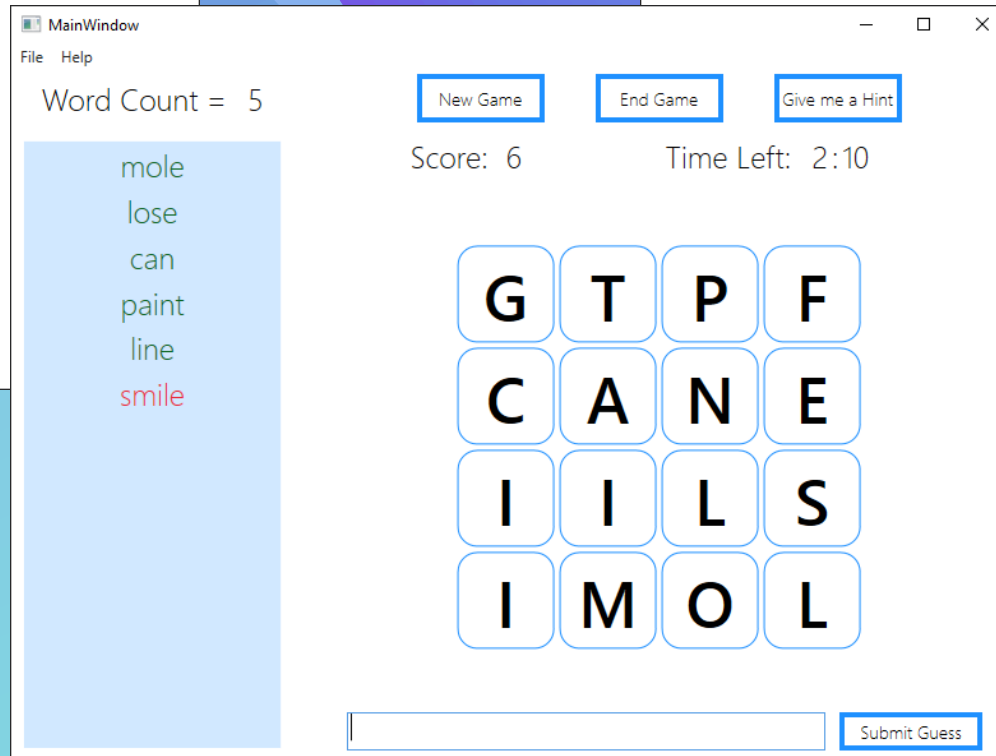 MainWindow
File Help
Word Count = 5
New Game
End Game
Give me a Hint
Score: 6
Time Left: 2:10
mole
lose
can
paint
line
smile
G T P F
C A N E
I I L S
I M O L
Submit Guess